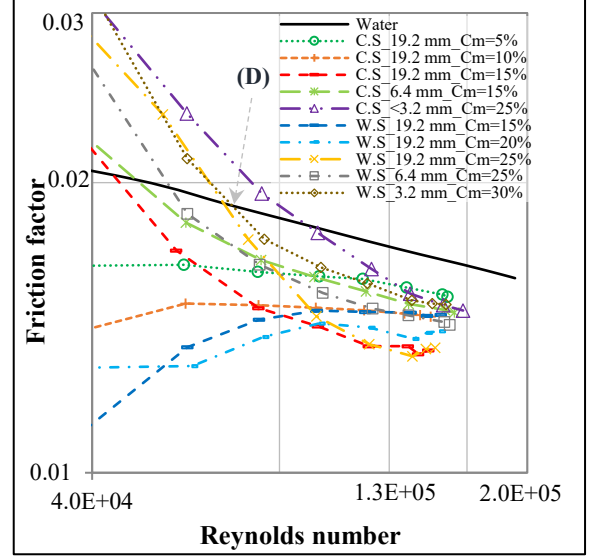 0.03
Water
C.S_19.2 mm_Cm=5%
C.S_19.2 mm_Cm=10%
C.S_19.2 mm_Cm=15%
C.S_6.4 mm_Cm=15%
C.S_<3.2 mm_Cm=25%
W.S_19.2 mm_Cm=15%
W.S_19.2 mm_Cm=20%
W.S_19.2 mm_Cm=25%
W.S_6.4 mm_Cm=25%
W.S_3.2 mm_Cm=30%
(D)
0.02
Friction factor
0.01
4.0E+04
1.3E+05
2.0E+05
Reynolds number